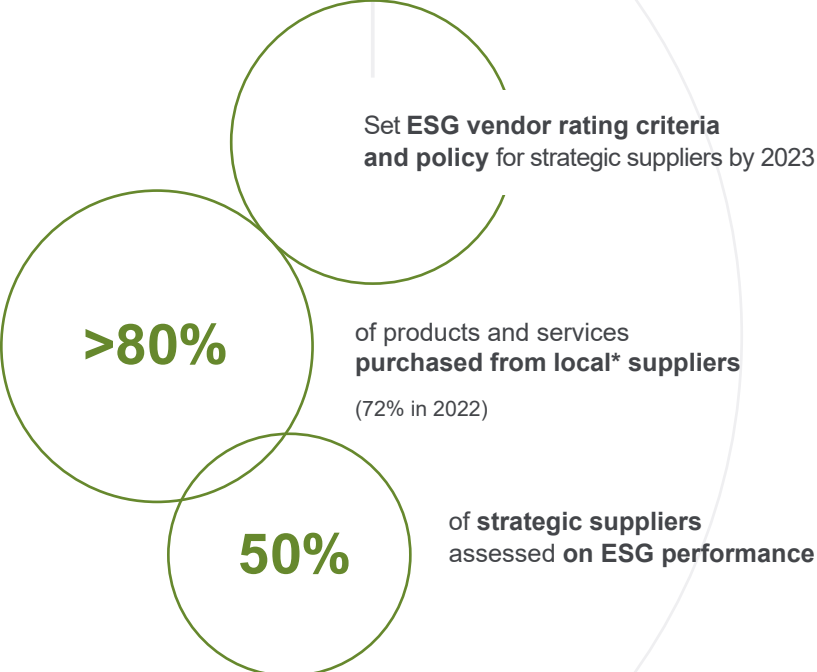 Set ESG vendor rating criteria
and policy for strategic suppliers by 2023
>80%
of products and services
purchased from local* suppliers
(72% in 2022)
50%
of strategic suppliers
assessed on ESG performance